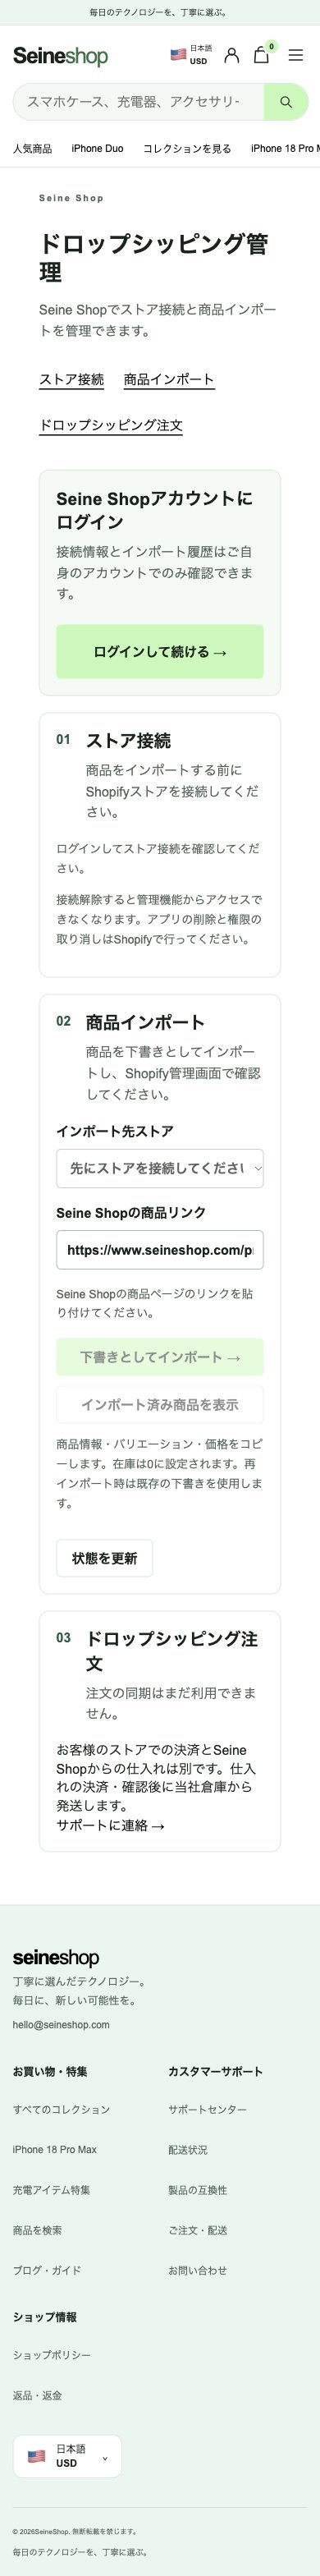 毎日のテクノロジーを、丁寧に選ぶ。
Seineshop
日本語
USD
0
スマホケース、充電器、アクセサリー
人気商品 iPhone Duo コレクションを見る iPhone 18 Pro M
Seine Shop
ドロップシッピング管
理
Seine Shopでストア接続と商品インポー
トを管理できます。
ストア接続 商品インポート
ドロップシッピング注文
Seine Shopアカウントに
ログイン
接続情報とインポート履歴はご自
身のアカウントでのみ確認できま
す。
ログインして続ける →
01 ストア接続
商品をインポートする前に
Shopifyストアを接続してくだ
さい。
ログインしてストア接続を確認してくだ
さい。
接続解除すると管理機能からアクセスで
きなくなります。アプリの削除と権限の
取り消しはShopifyで行ってください。
02 商品インポート
商品を下書きとしてインポー
トし、Shopify管理画面で確認
してください。
インポート先ストア
先にストアを接続してください
Seine Shopの商品リンク
https://www.seineshop.com/p
Seine Shopの商品ページのリンクを貼
り付けてください。
下書きとしてインポート →
インポート済み商品を表示
商品情報・バリエーション・価格をコピ
ーします。在庫は0に設定されます。再
インポート時は既存の下書きを使用しま
す。
状態を更新
03 ドロップシッピング注
文
注文の同期はまだ利用できま
せん。
お客様のストアでの決済とSeine
Shopからの仕入れは別です。仕入
れの決済・確認後に当社倉庫から
発送します。
サポートに連絡 →
seineshop
丁寧に選んだテクノロジー。
毎日に、新しい可能性を。
hello@seineshop.com
お買い物・特集 カスタマーサポート
すべてのコレクション サポートセンター
iPhone 18 Pro Max 配送状況
充電アイテム特集 製品の互換性
商品を検索 ご注文・配送
ブログ・ガイド お問い合わせ
ショップ情報
ショップポリシー
返品・返金
日本語
USD
© 2026SeineShop. 無断転載を禁じます。
毎日のテクノロジーを、丁寧に選ぶ。